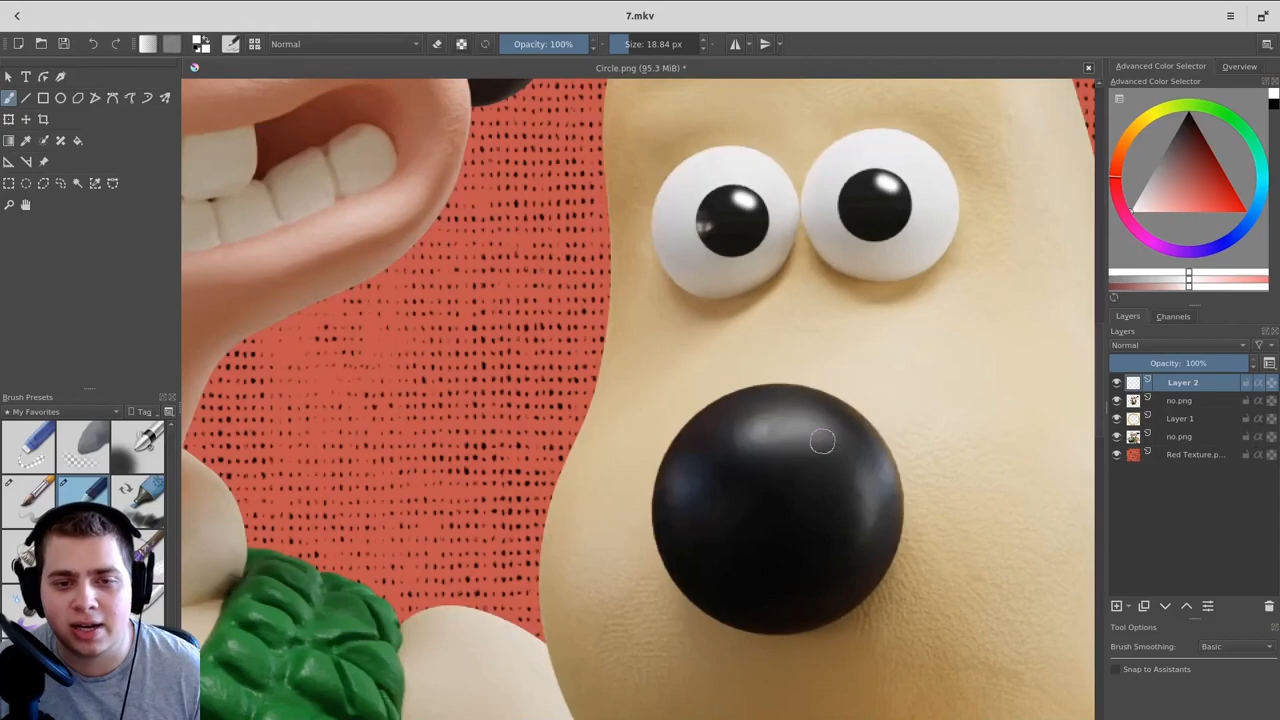 7.mkv
Normal
Opacity: 100%
Size: 18.84 px
Circle.png (95.3 MiB) *
Advanced Color Selector
Overview
Advanced Color Selector
Layers
Channels
Layers
Normal
Opacity: 100%
Layer 2
no.png
Layer 1
no.png
Red Texture.p...
Tool Options
Brush Smoothing:
Basic
Snap to Assistants
Brush Presets
★ My Favorites
Tag